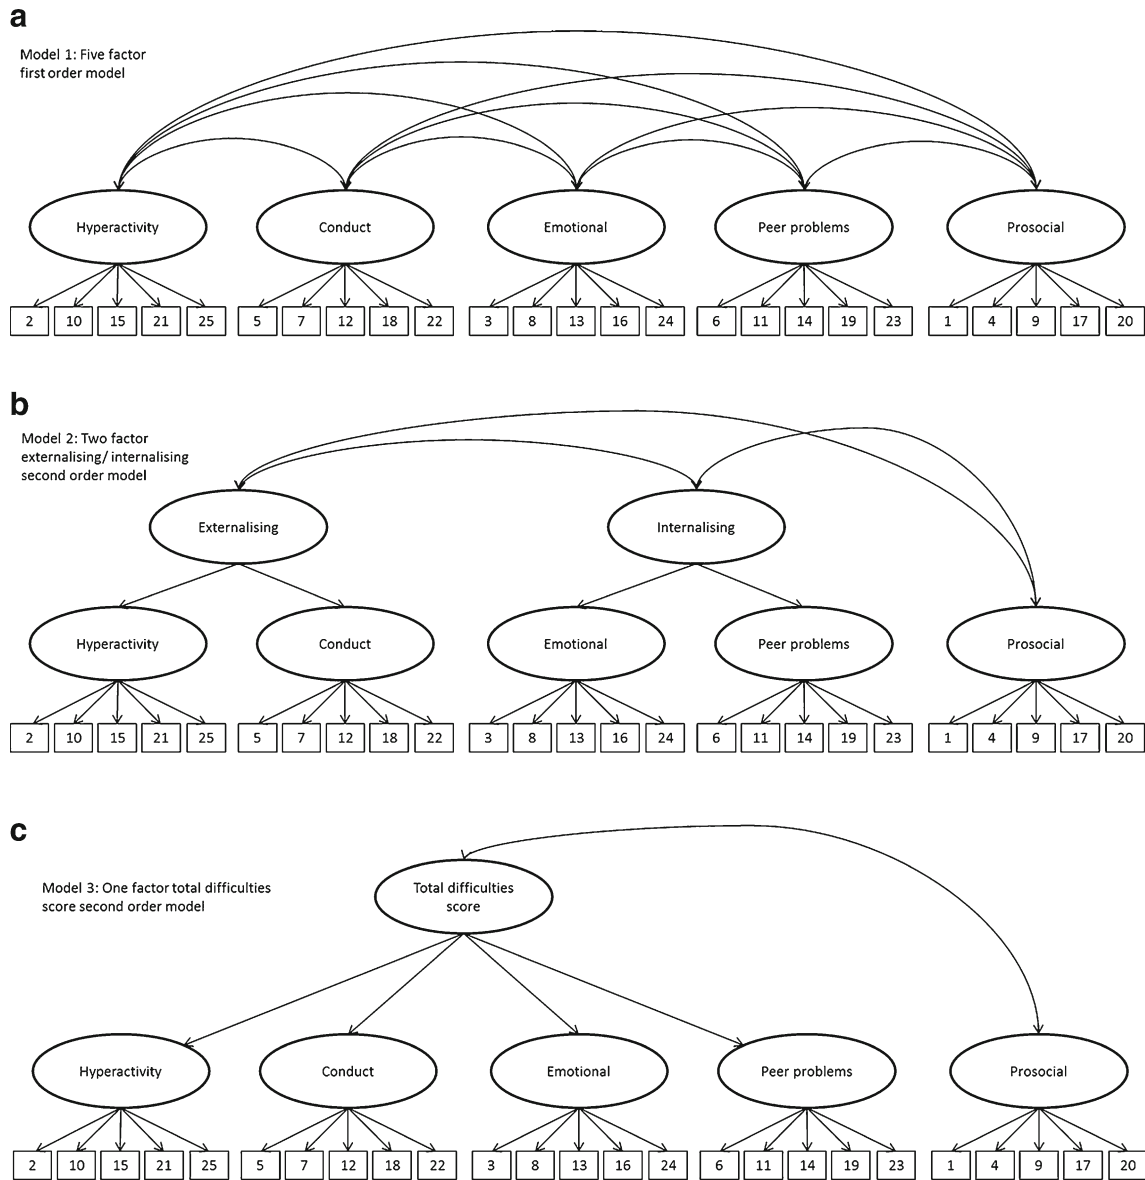 a
Model 1: Five factor
first order model
Hyperactivity Conduct Emotional Peer problems Prosocial
2 10 15 21 25 5 7 12 18 22 3 8 13 16 24 6 11 14 19 23 1 4 9 17 20
b
Model 2: Two factor
externalising/ internalising
second order model
Externalising Internalising
Hyperactivity Conduct Emotional Peer problems Prosocial
2 10 15 21 25 5 7 12 18 22 3 8 13 16 24 6 11 14 19 23 1 4 9 17 20
c
Model 3: One factor total difficulties
score second order model
Total difficulties
score
Hyperactivity Conduct Emotional Peer problems Prosocial
2 10 15 21 25 5 7 12 18 22 3 8 13 16 24 6 11 14 19 23 1 4 9 17 20